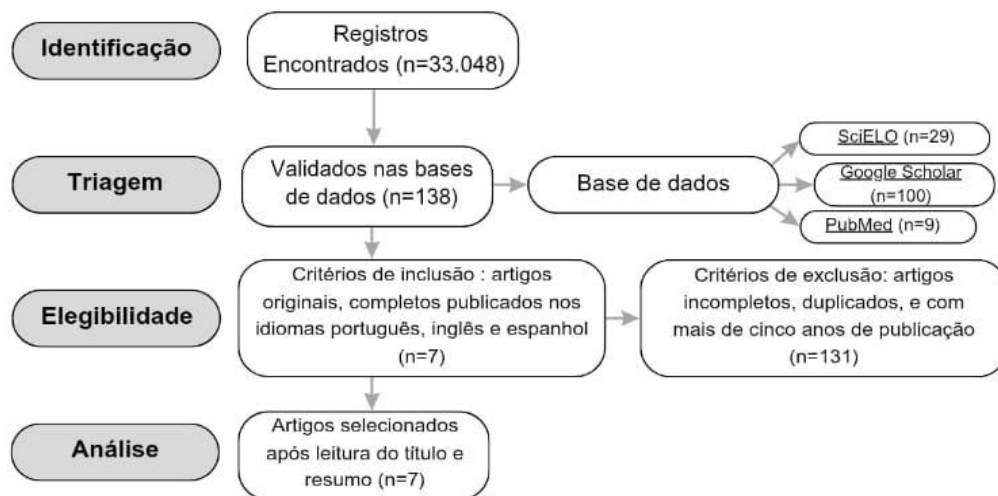 Identificação
Registros
Encontrados (n=33.048)
Triagem
Validados nas bases
de dados (n=138)
Base de dados
SciELO (n=29)
Google Scholar
(n=100)
PubMed (n=9)
Elegibilidade
Critérios de inclusão : artigos
originais, completos publicados nos
idiomas português, inglês e espanhol
(n=7)
Critérios de exclusão: artigos
incompletos, duplicados, e com
mais de cinco anos de publicação
(n=131)
Análise
Artigos selecionados
após leitura do título e
resumo (n=7)